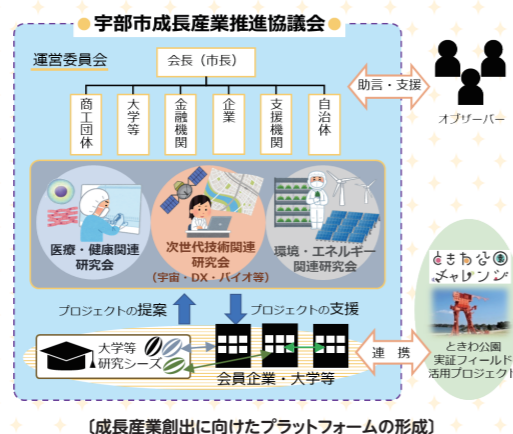 宇部市成長産業推進協議会
運営委員会
会長（市長）
商工団体
大学等
金融機関
企業
支援機関
自治体
助言・支援
オブザーバー
医療・健康関連
研究会
次世代技術関連
研究会
(宇宙・DX・バイオ等)
環境・エネルギー
関連研究会
プロジェクトの提案
プロジェクトの支援
大学等
研究シーズ
会員企業・大学等
連携
ときわ公園
チャレンジ
ときわ公園
実証フィールド
活用プロジェクト
〔成長産業創出に向けたプラットフォームの形成〕